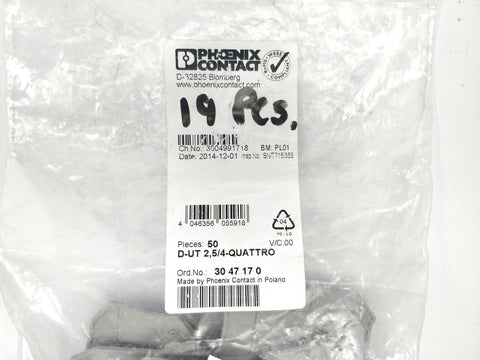 PHOENIX
CONTACT
D-32825 Blomberg
www.phoenixcontact.com
WEEE
COMPLIANT
19 Pcs.
Ch.No.: 3004991718 BM: PL01
Date: 2014-12-01 Insp.No.:
4 046356 055918
04
PE-LD
Pieces: 50
V/C:00
D-UT 2,5/4-QUATTRO
Ord.No.: 30 47 17 0
Made by Phoenix Contact in Poland